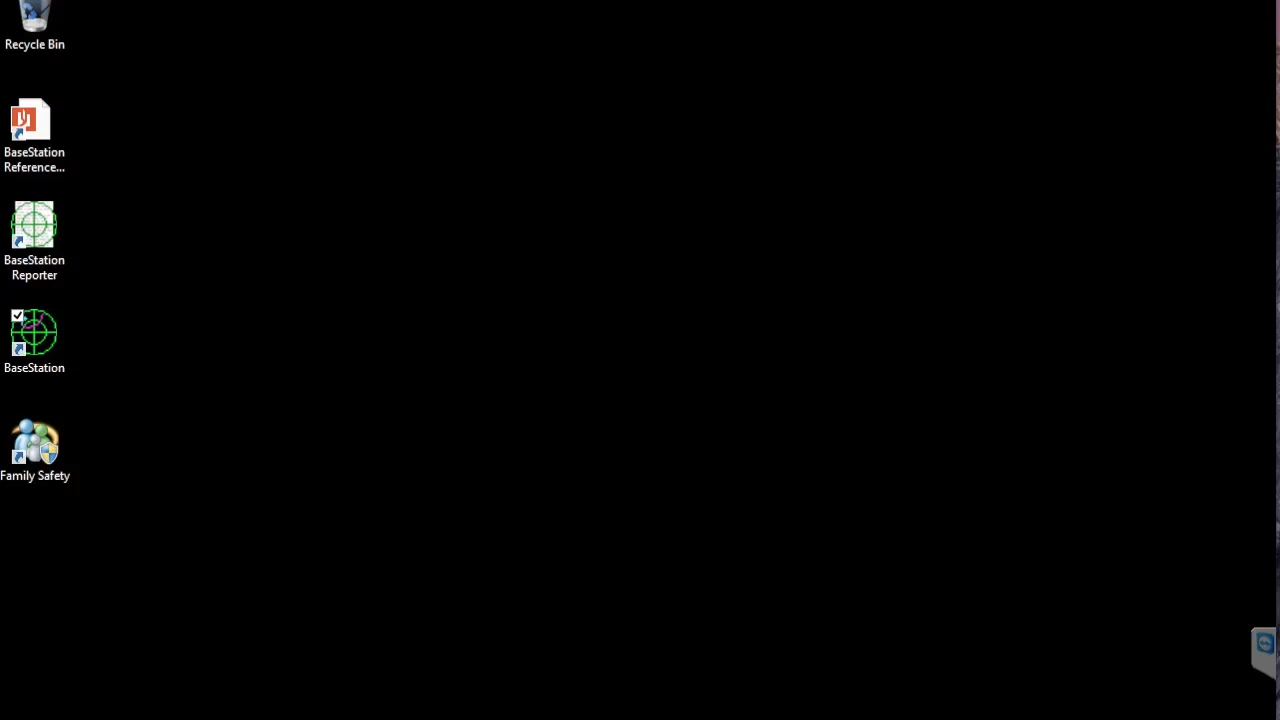 Recycle Bin
BaseStation
Reference...
BaseStation
Reporter
BaseStation
Family Safety